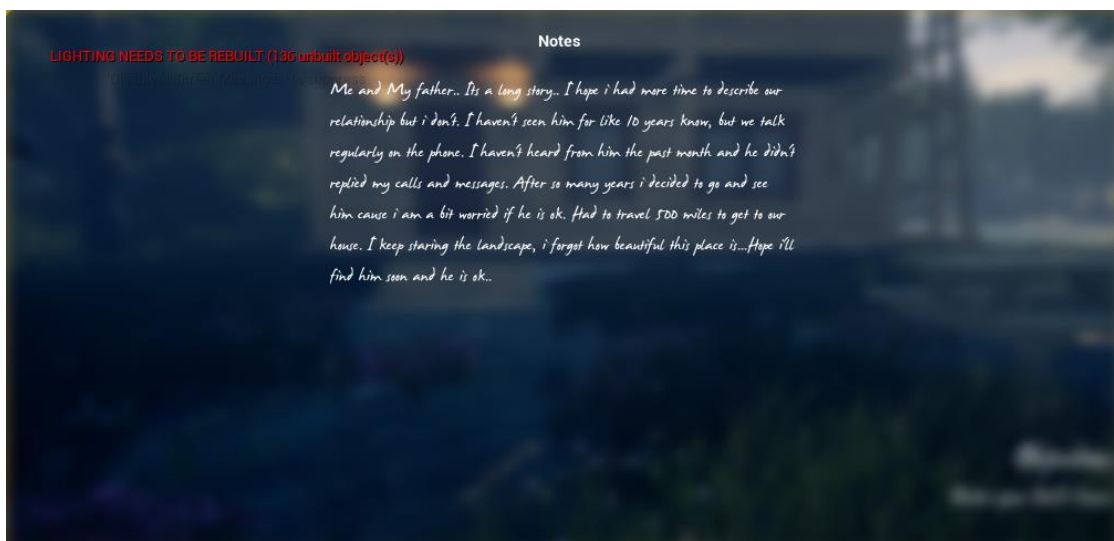 Notes
LIGHTING NEEDS TO BE REBUILT (136 unbuilt object(s))
Me and My father.. Its a long story.. I hope i had more time to describe our
relationship but i don't. I haven't seen him for like 10 years know, but we talk
regularly on the phone. I haven't heard from him the past month and he didn't
replied my calls and messages. After so many years i decided to go and see
him cause i am a bit worried if he is ok. Had to travel 500 miles to get to our
house. I keep staring the landscape, i forgot how beautiful this place is...Hope i'll
find him soon and he is ok..